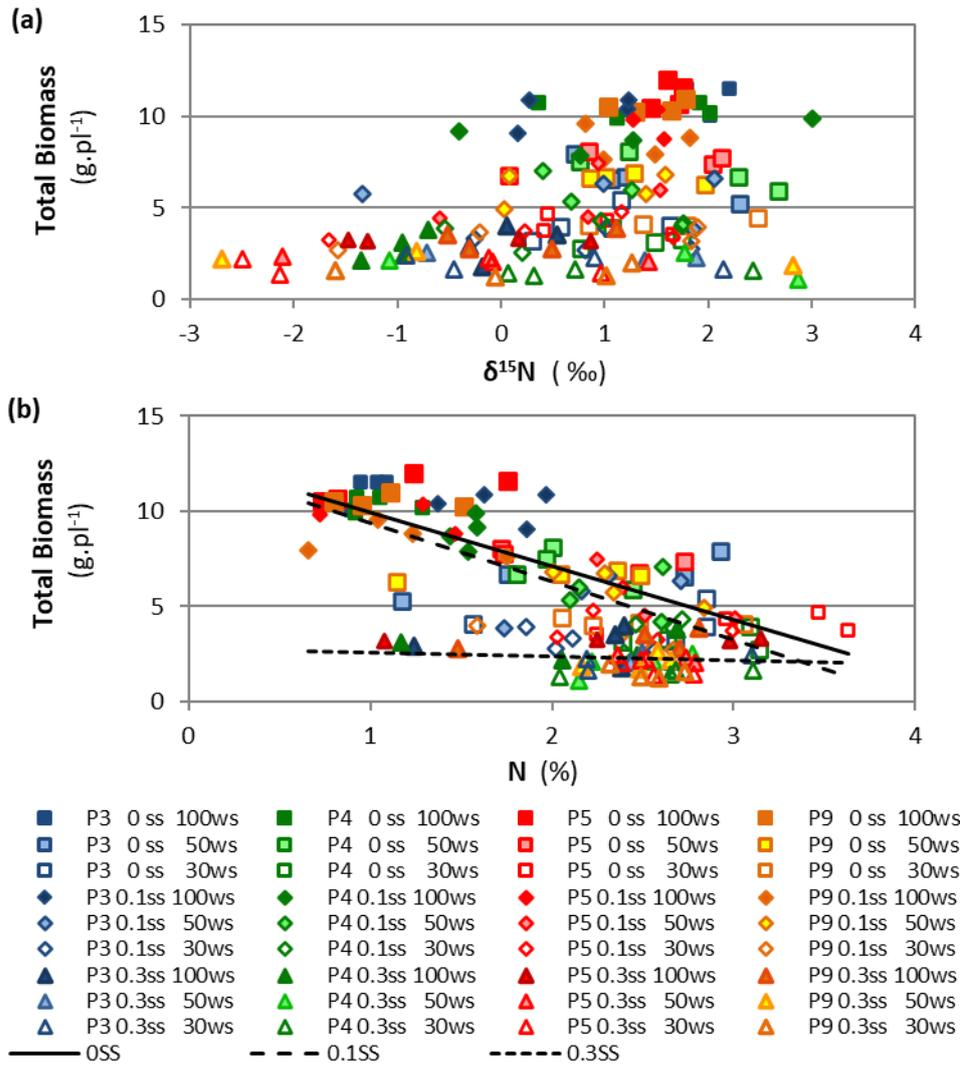 (a)
15
10
5
0
Total Biomass
(g.pl⁻¹)
-3 -2 -1 0 1 2 3 4
δ¹⁵N ( ‰)
(b)
15
10
5
0
Total Biomass
(g.pl⁻¹)
0 1 2 3 4
N (%)
P3 0 ss 100ws P4 0 ss 100ws P5 0 ss 100ws P9 0 ss 100ws
P3 0 ss 50ws P4 0 ss 50ws P5 0 ss 50ws P9 0 ss 50ws
P3 0 ss 30ws P4 0 ss 30ws P5 0 ss 30ws P9 0 ss 30ws
P3 0.1ss 100ws P4 0.1ss 100ws P5 0.1ss 100ws P9 0.1ss 100ws
P3 0.1ss 50ws P4 0.1ss 50ws P5 0.1ss 50ws P9 0.1ss 50ws
P3 0.1ss 30ws P4 0.1ss 30ws P5 0.1ss 30ws P9 0.1ss 30ws
P3 0.3ss 100ws P4 0.3ss 100ws P5 0.3ss 100ws P9 0.3ss 100ws
P3 0.3ss 50ws P4 0.3ss 50ws P5 0.3ss 50ws P9 0.3ss 50ws
P3 0.3ss 30ws P4 0.3ss 30ws P5 0.3ss 30ws P9 0.3ss 30ws
0SS 0.1SS 0.3SS